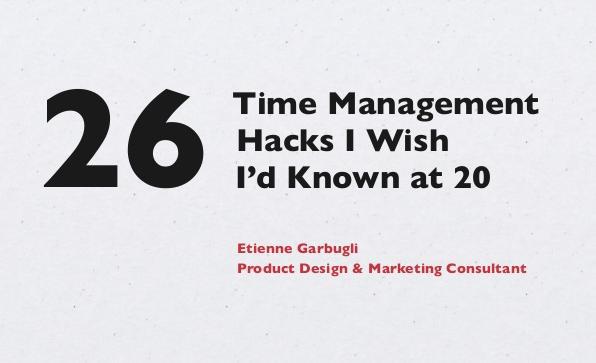 26
Time Management
Hacks I Wish
I'd Known at 20
Etienne Garbugli
Product Design & Marketing Consultant